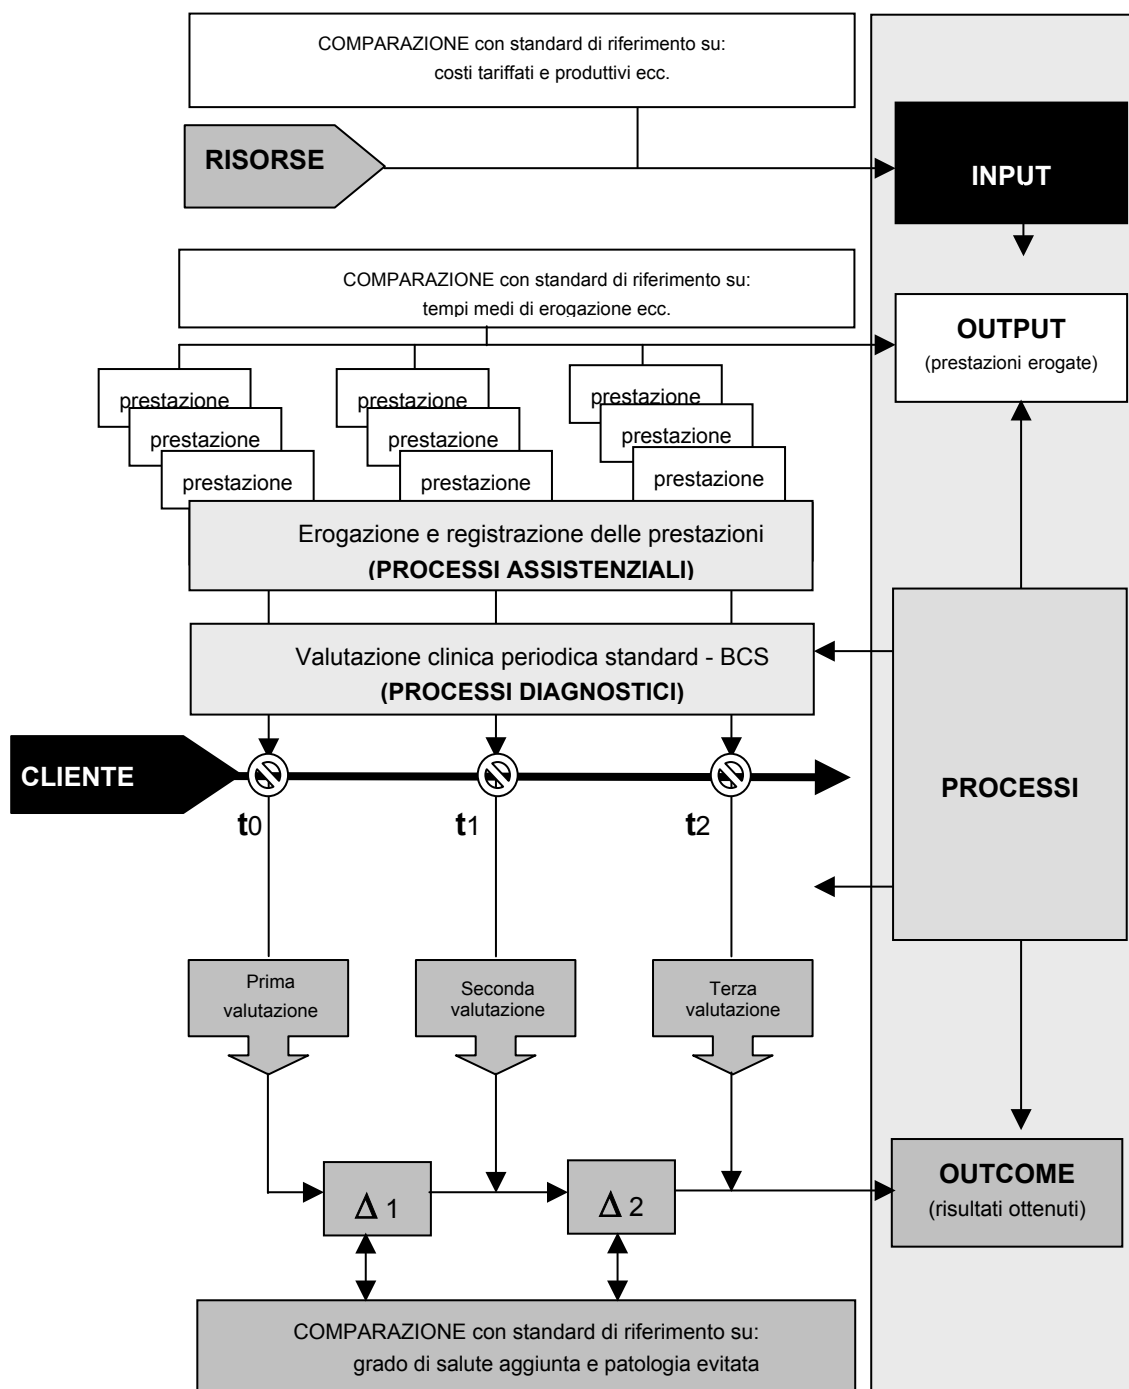 COMPARAZIONE con standard di riferimento su:
costi tariffati e produttivi ecc.
RISORSE
INPUT
COMPARAZIONE con standard di riferimento su:
tempi medi di erogazione ecc.
OUTPUT
(prestazioni erogate)
prestazione
prestazione
prestazione
prestazione
prestazione
prestazione
prestazione
prestazione
prestazione
Erogazione e registrazione delle prestazioni
(PROCESSI ASSISTENZIALI)
Valutazione clinica periodica standard - BCS
(PROCESSI DIAGNOSTICI)
CLIENTE
PROCESSI
t0
t1
t2
Prima
valutazione
Seconda
valutazione
Terza
valutazione
OUTCOME
(risultati ottenuti)
Δ 1
Δ 2
COMPARAZIONE con standard di riferimento su:
grado di salute aggiunta e patologia evitata